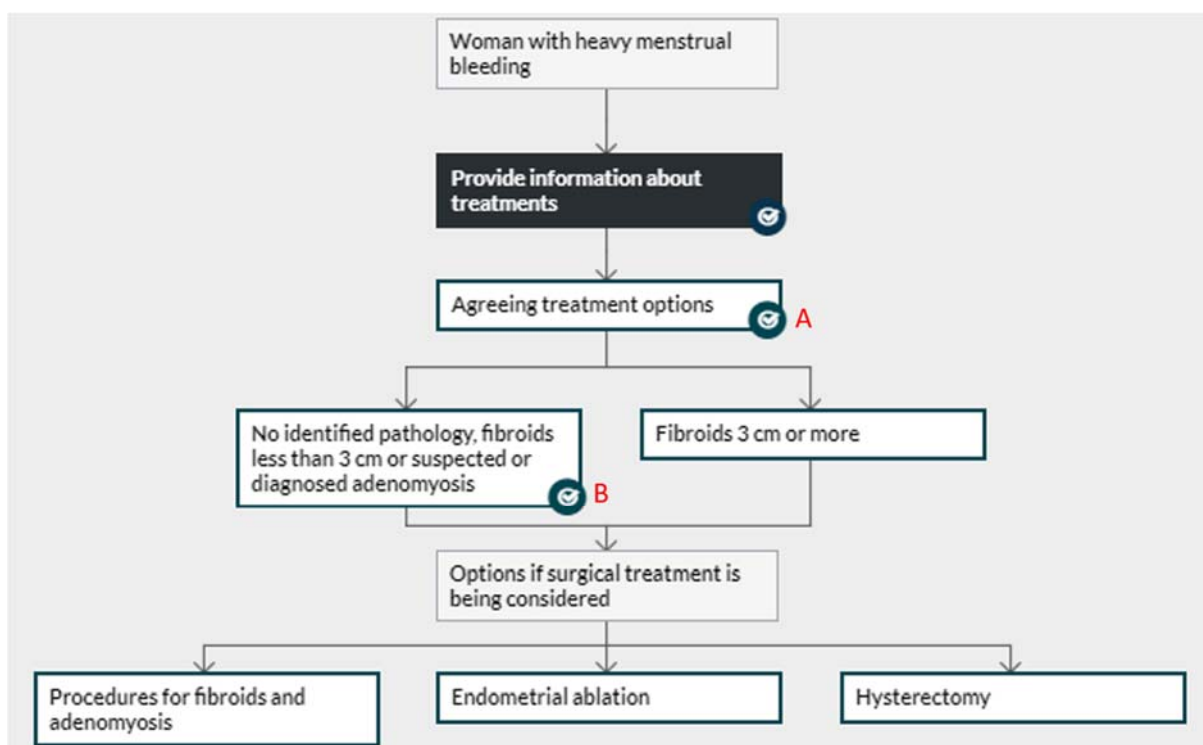 Woman with heavy menstrual
bleeding
Provide information about
treatments
Agreeing treatment options
A
No identified pathology, fibroids
less than 3 cm or suspected or
diagnosed adenomyosis
B
Fibroids 3 cm or more
Options if surgical treatment is
being considered
Procedures for fibroids and
adenomyosis
Endometrial ablation
Hysterectomy